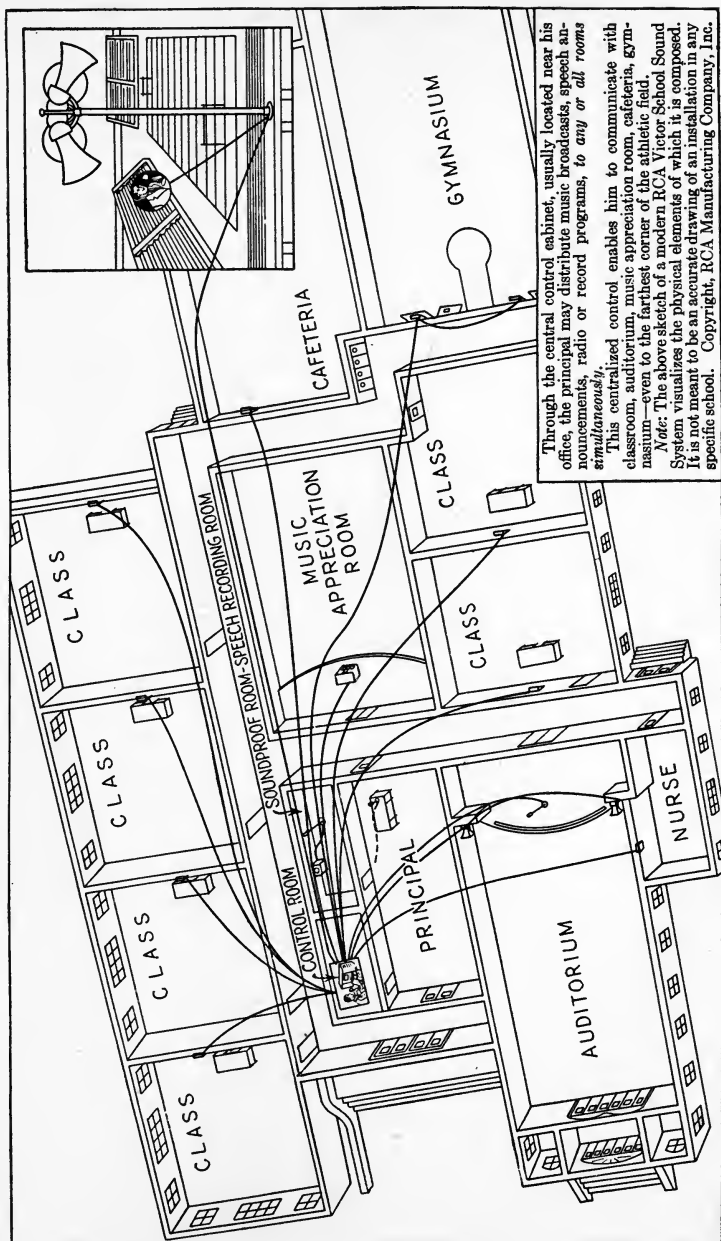 CLASS
CLASS
CLASS
CLASS
CONTROL ROOM
SOUNDPROOF ROOM-SPEECH RECORDING ROOM
CAFETERIA
GYMNASIUM
MUSIC
APPRECIATION
ROOM
CLASS
CLASS
PRINCIPAL
AUDITORIUM
NURSE
Through the central control cabinet, usually located near his
office, the principal may distribute music broadcasts, speech an-
nouncements, radio or record programs, to any or all rooms
simultaneously.
This centralized control enables him to communicate with
classroom, auditorium, music appreciation room, cafeteria, gym-
nasium—even to the farthest corner of the athletic field.
Note: The above sketch of a modern RCA Victor School Sound
System visualizes the physical elements of which it is composed.
It is not meant to be an accurate drawing of an installation in any
specific school. Copyright, RCA Manufacturing Company, Inc.